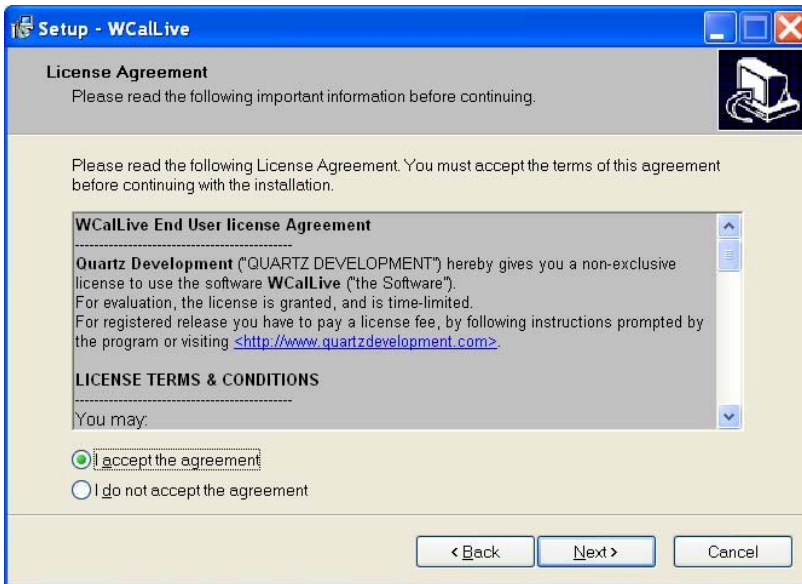 Setup - WCalLive
License Agreement
Please read the following important information before continuing.
Please read the following License Agreement. You must accept the terms of this agreement
before continuing with the installation.
WCalLive End User license Agreement
---------------------------------------------
Quartz Development ("QUARTZ DEVELOPMENT") hereby gives you a non-exclusive
license to use the software WCalLive ("the Software").
For evaluation, the license is granted, and is time-limited.
For registered release you have to pay a license fee, by following instructions prompted by
the program or visiting <http://www.quartzdevelopment.com>.
LICENSE TERMS & CONDITIONS
---------------------------------------------
You may:
I accept the agreement
I do not accept the agreement
< Back Next > Cancel